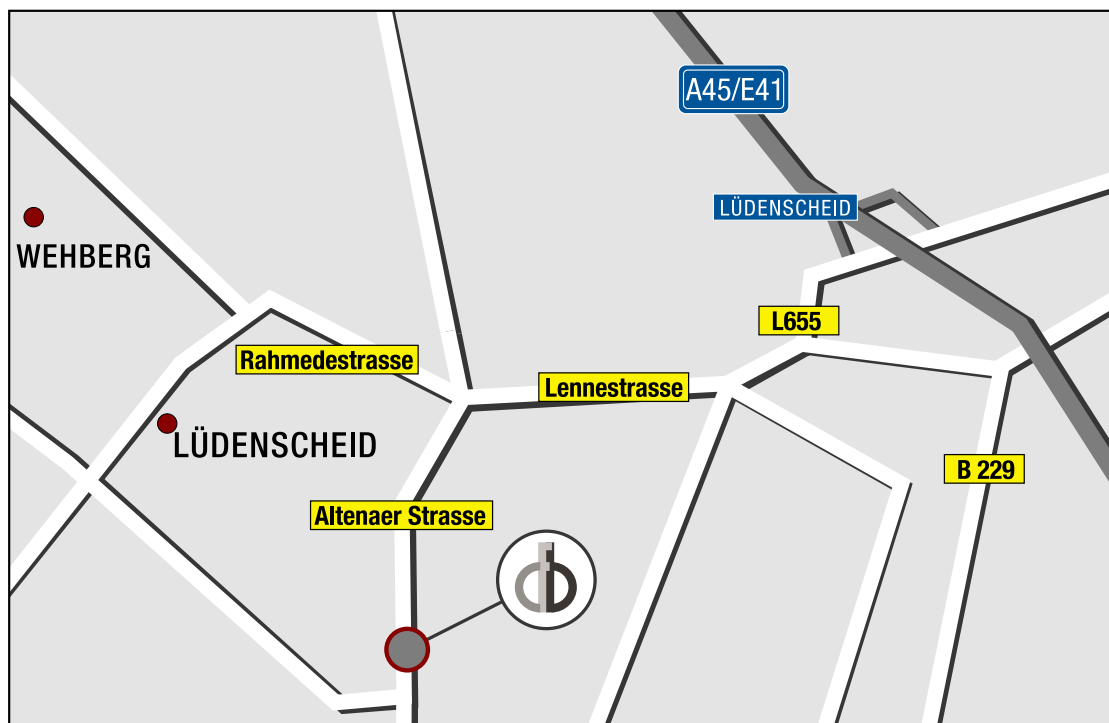 A45/E41
LÜDENSCHEID
WEHBERG
L655
Rahmedestrasse
Lennestrasse
LÜDENSCHEID
B 229
Altenaer Strasse